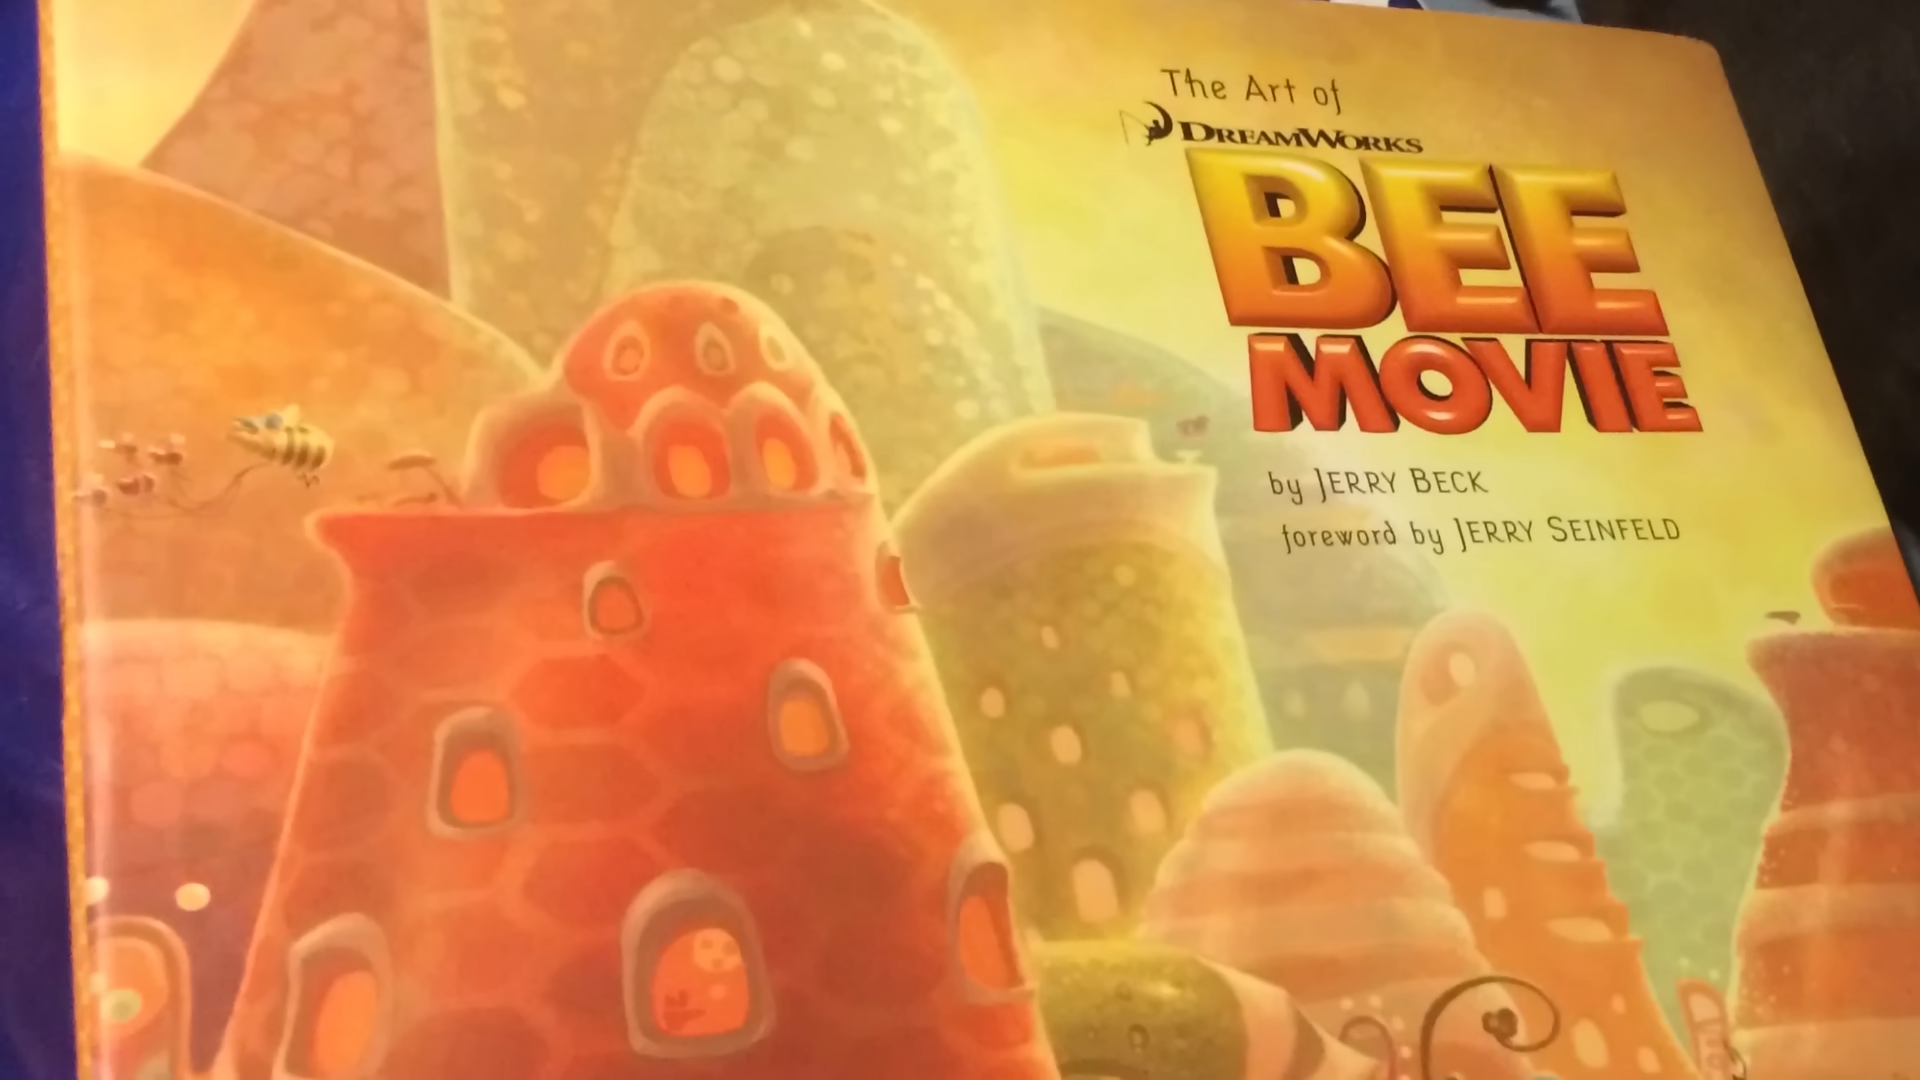 The Art of
DREAMWORKS
BEE
MOVIE
by JERRY BECK
foreword by JERRY SEINFELD